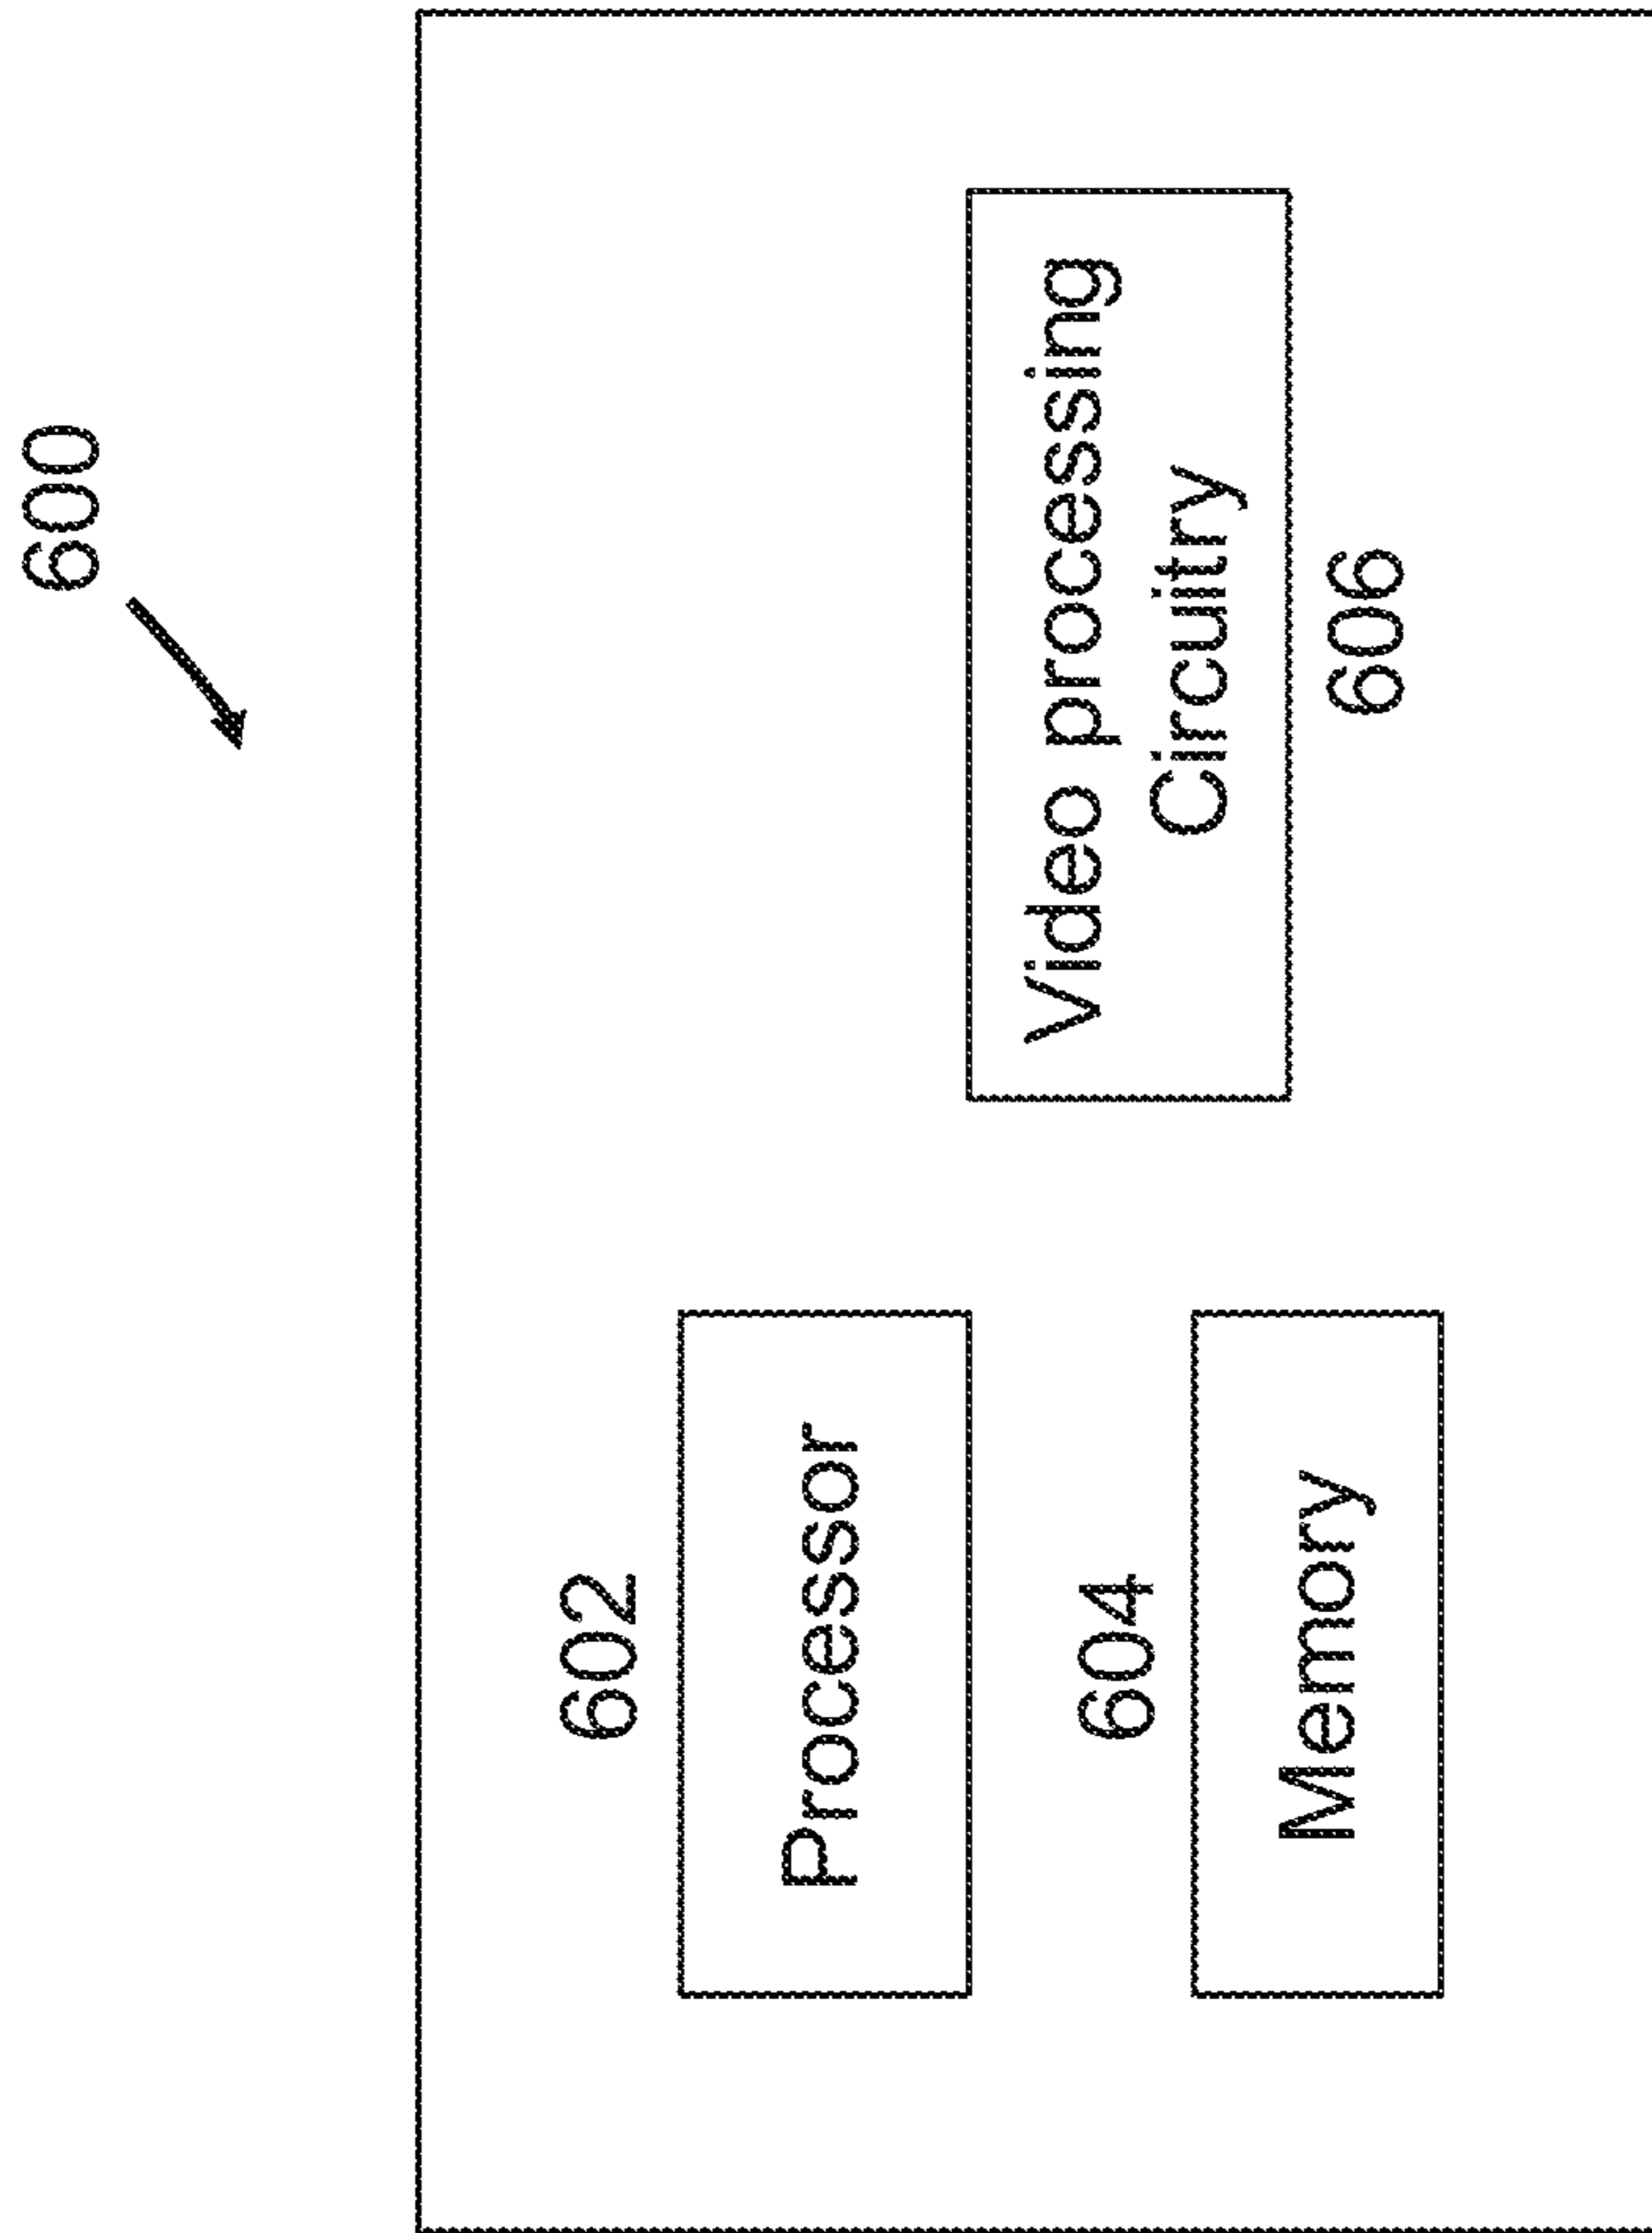 600
602
Processor
604
Memory
Video processing
Circuitry
606